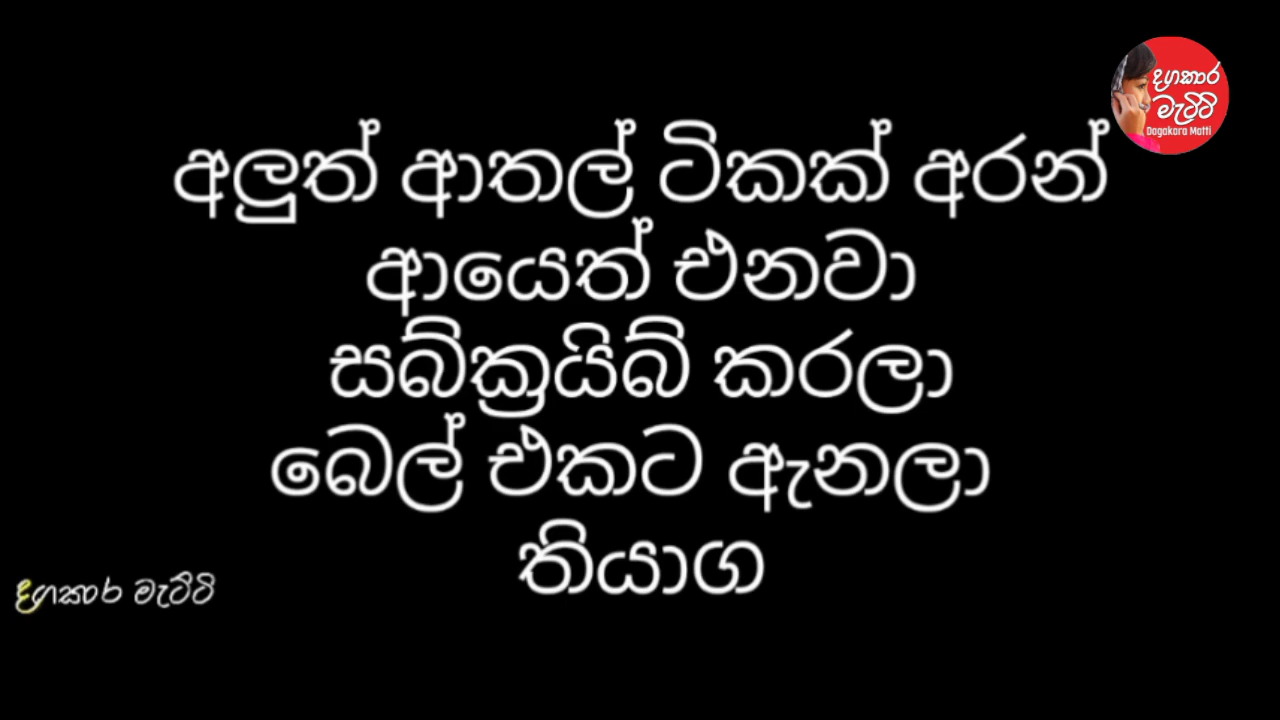 දගකාර
මැට්ටි
Dagakara Matti
අලුත් ආතල් ටිකක් අරන්
ආයෙත් එනවා
සබ්ක්‍රයිබ් කරලා
බෙල් එකට ඇනලා
තියාග
දගකාර මැට්ටි